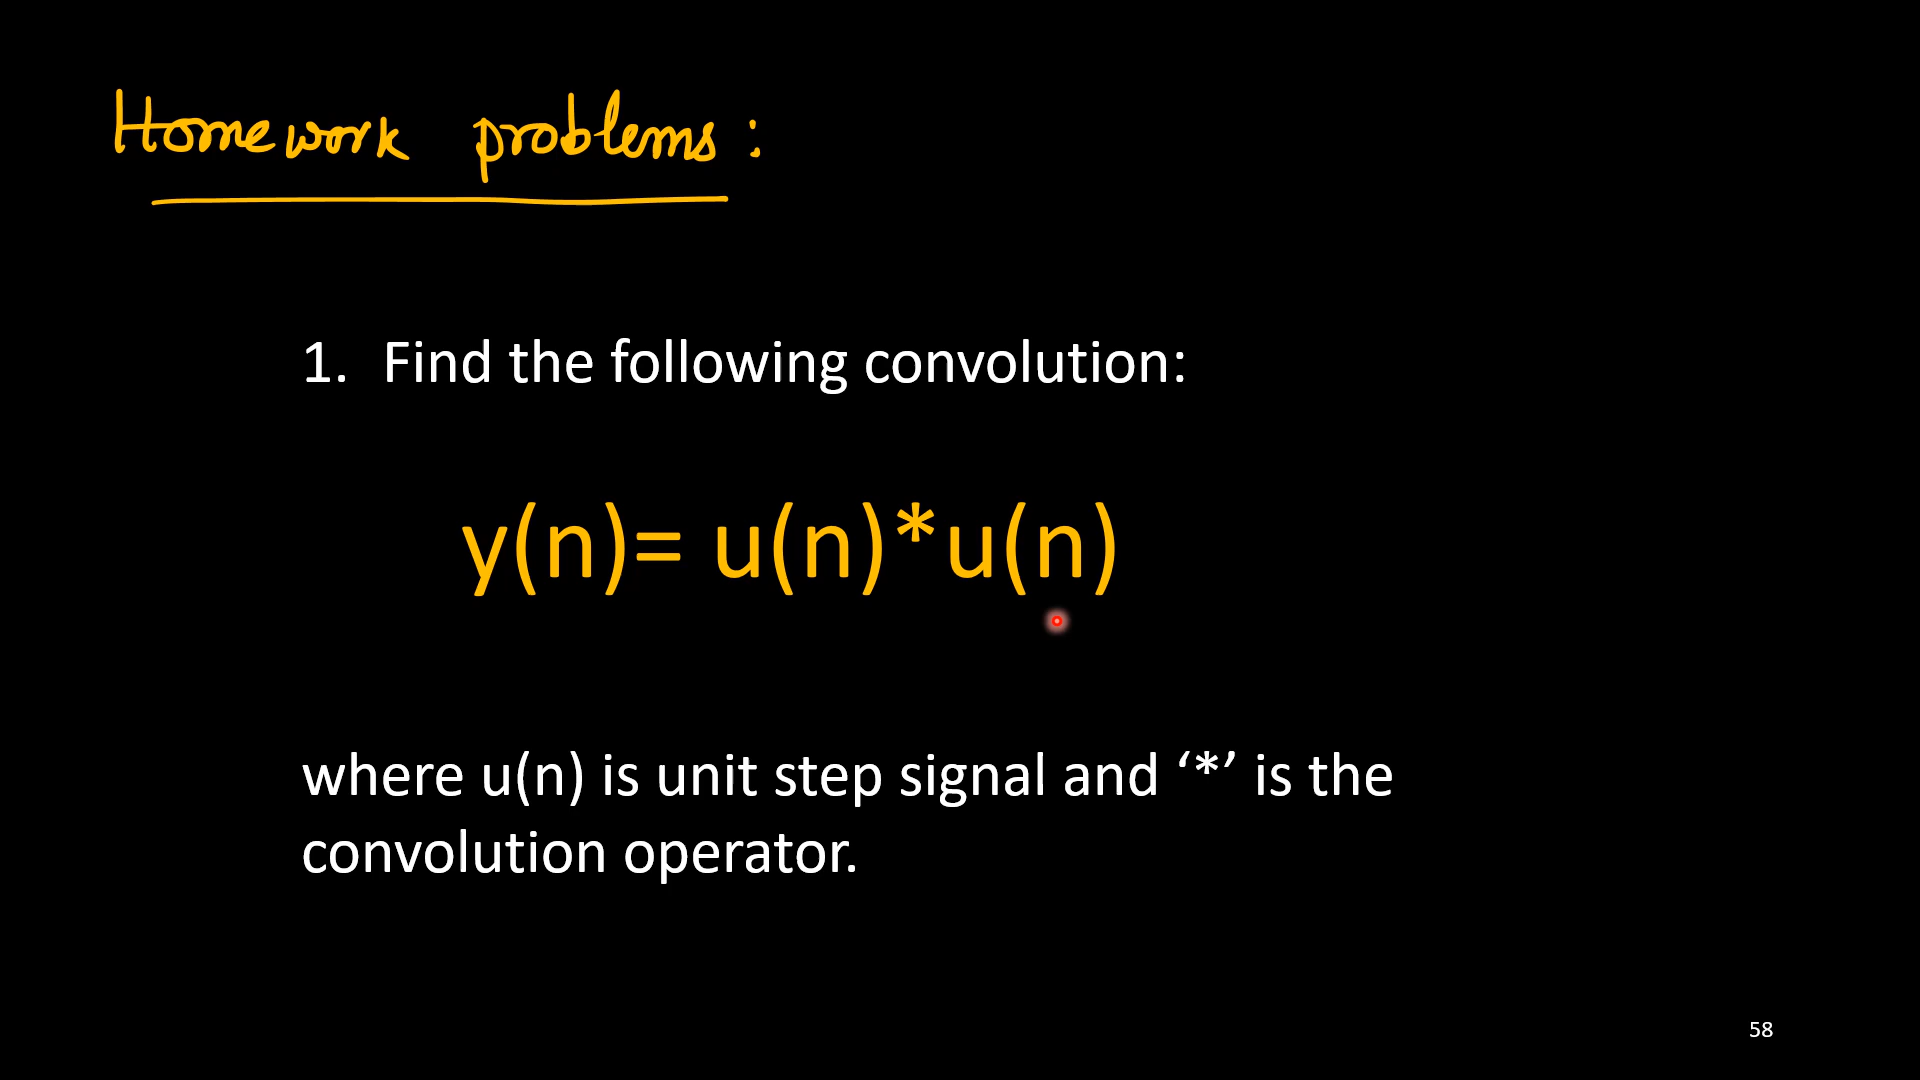 Homework problems:
1. Find the following convolution:
y(n)= u(n)*u(n)
where u(n) is unit step signal and ‘*’ is the
convolution operator.
58